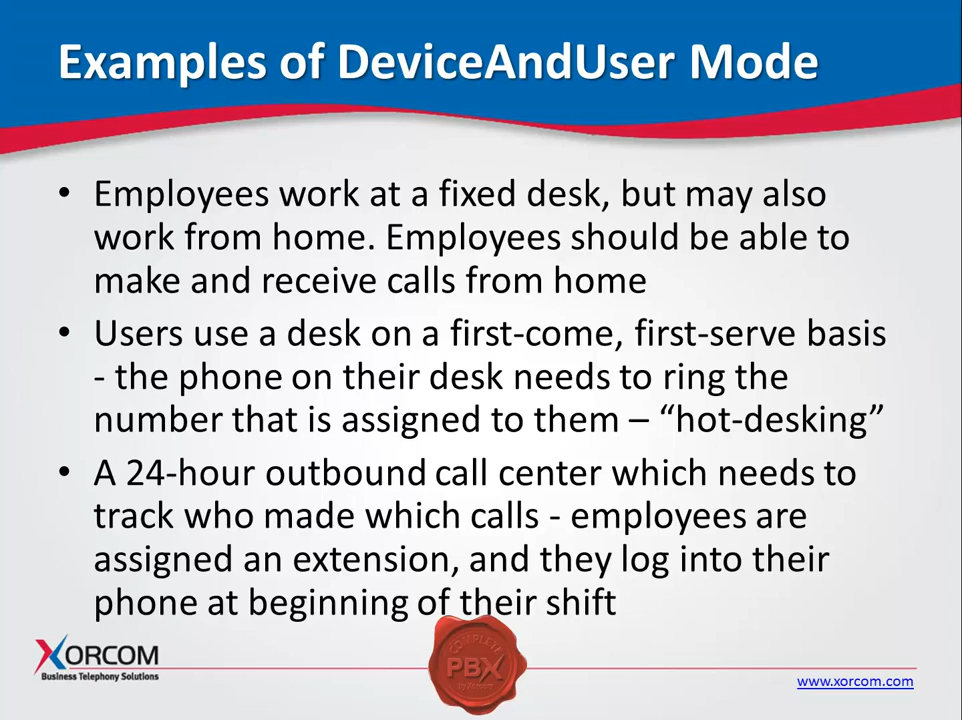 Examples of DeviceAndUser Mode
• Employees work at a fixed desk, but may also
work from home. Employees should be able to
make and receive calls from home
• Users use a desk on a first-come, first-serve basis
- the phone on their desk needs to ring the
number that is assigned to them – “hot-desking”
• A 24-hour outbound call center which needs to
track who made which calls - employees are
assigned an extension, and they log into their
phone at beginning of their shift
XORCOM
Business Telephony Solutions
COMPLETE
PBX
by Xorcom
www.xorcom.com